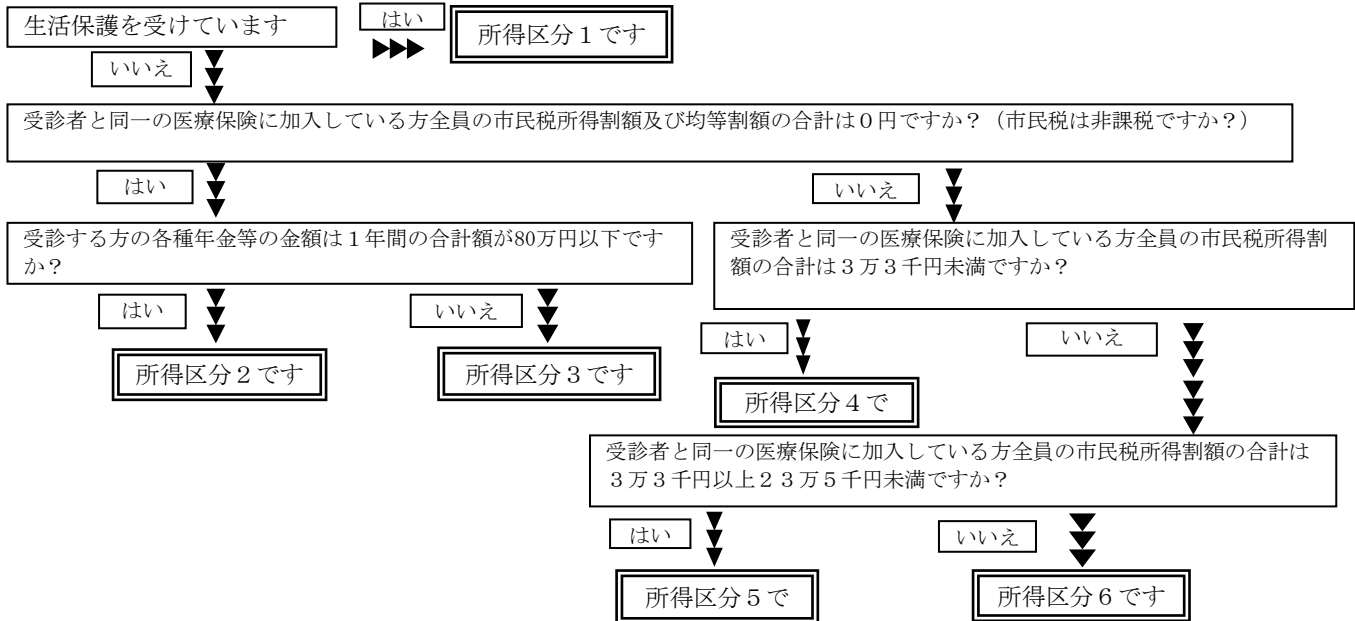 生活保護を受けています
はい
所得区分１です
いいえ
受診者と同一の医療保険に加入している方全員の市民税所得割額及び均等割額の合計は０円ですか？（市民税は非課税ですか？）
はい
いいえ
受診する方の各種年金等の金額は１年間の合計額が80万円以下です
か？
受診者と同一の医療保険に加入している方全員の市民税所得割
額の合計は３万３千円未満ですか？
はい
いいえ
はい
いいえ
所得区分２です
所得区分３です
所得区分４で
受診者と同一の医療保険に加入している方全員の市民税所得割額の合計は
３万３千円以上２３万５千円未満ですか？
はい
いいえ
所得区分５で
所得区分６です